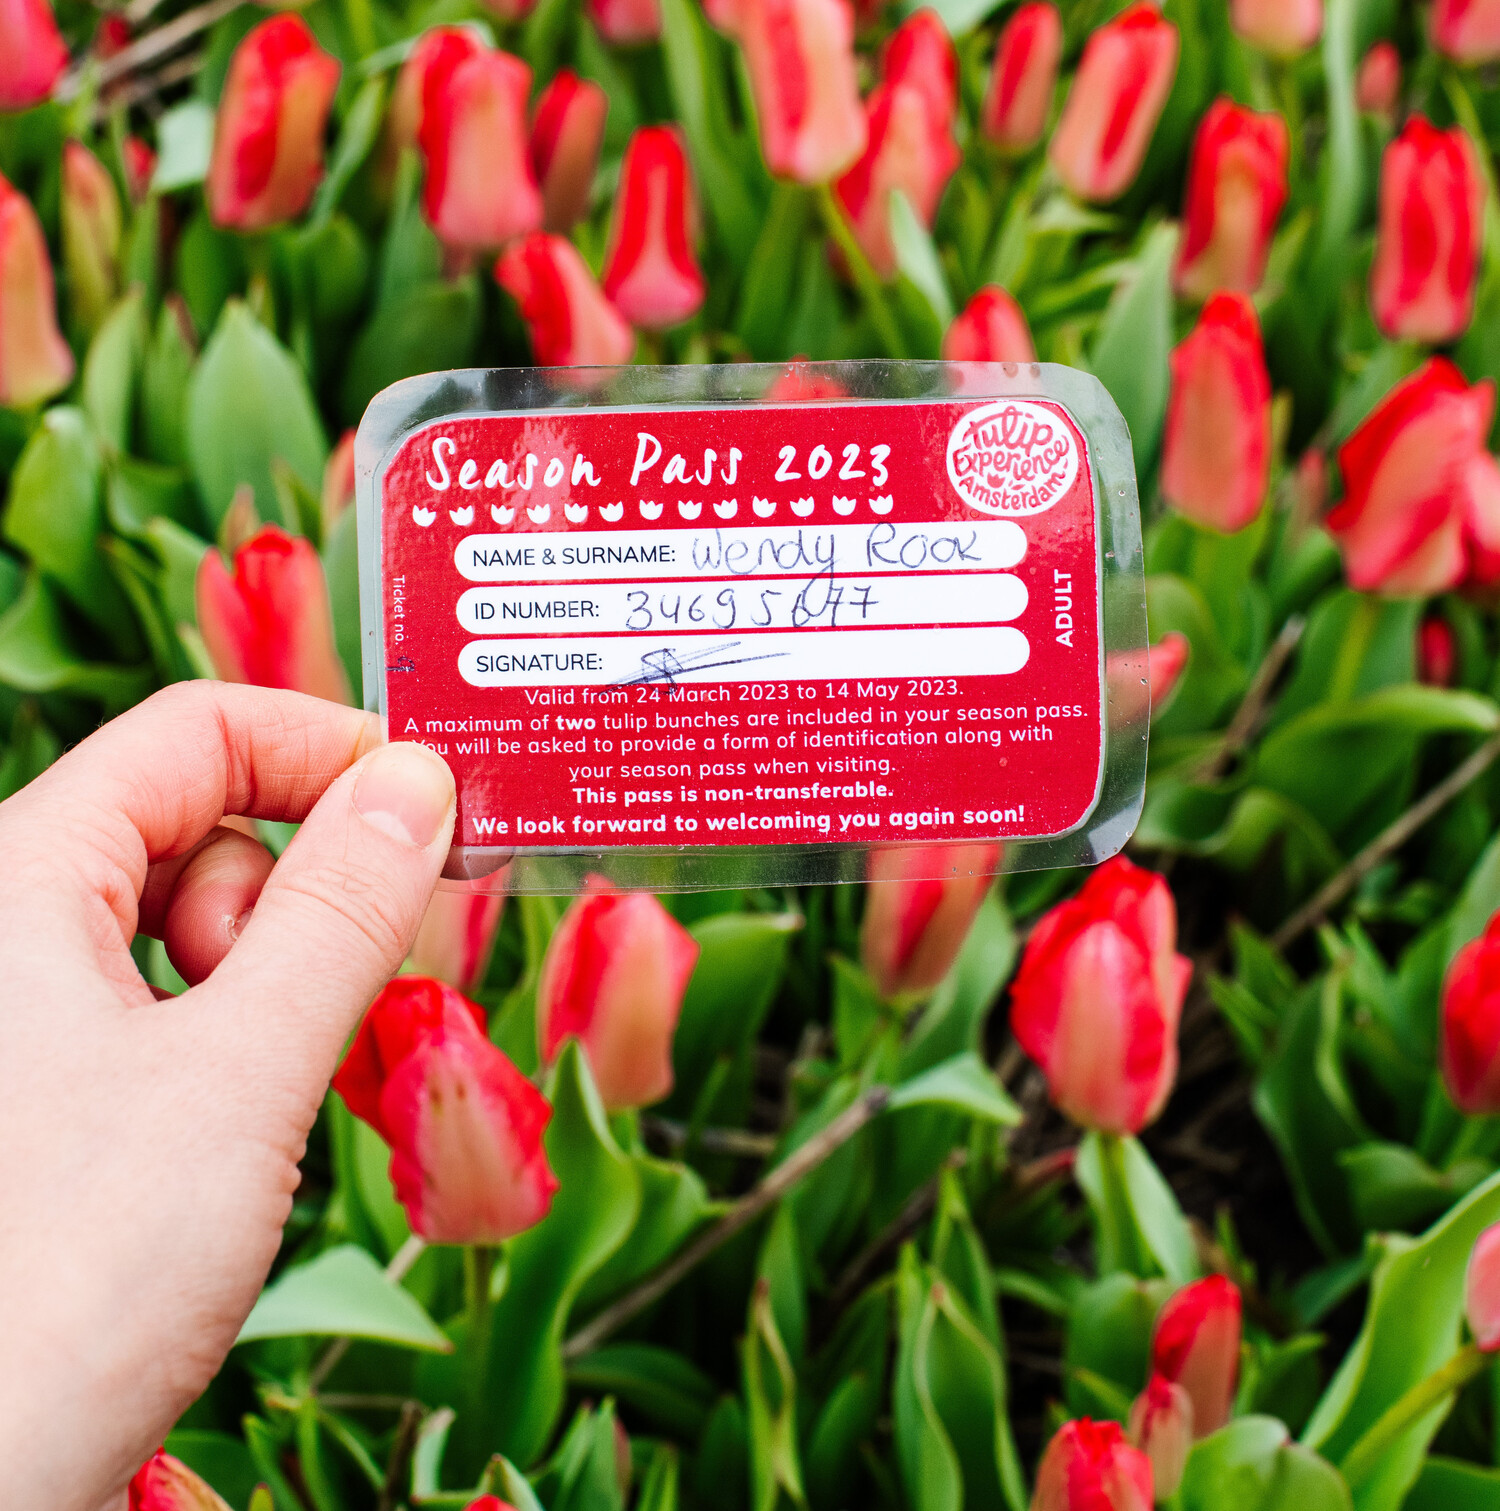 Season Pass 2023
Tulip
Experience
Amsterdam
NAME & SURNAME: Wendy Rook
ID NUMBER: 34695677
SIGNATURE:
Ticket no. 9
ADULT
Valid from 24 March 2023 to 14 May 2023.
A maximum of two tulip bunches are included in your season pass.
You will be asked to provide a form of identification along with
your season pass when visiting.
This pass is non-transferable.
We look forward to welcoming you again soon!